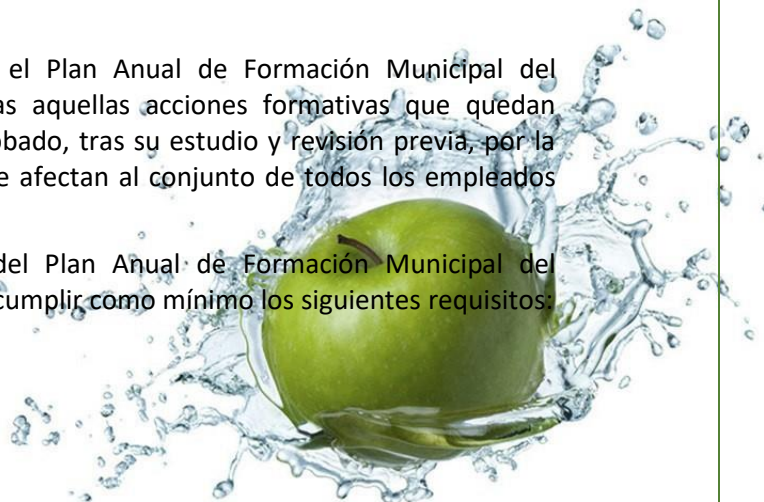 el Plan Anual de Formación Municipal del
as aquellas acciones formativas que quedan
bado, tras su estudio y revisión previa, por la
e afectan al conjunto de todos los empleados
del Plan Anual de Formación Municipal del
cumplir como mínimo los siguientes requisitos: